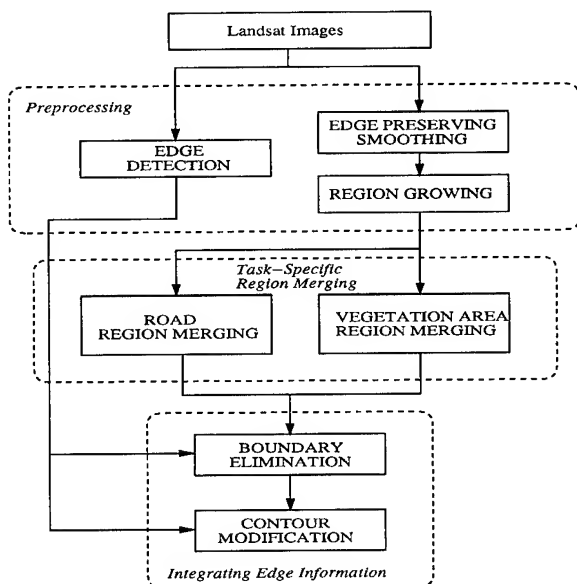 Landsat Images
Preprocessing
EDGE PRESERVING
SMOOTHING
EDGE
DETECTION
REGION GROWING
Task-Specific
Region Merging
ROAD
REGION MERGING
VEGETATION AREA
REGION MERGING
BOUNDARY
ELIMINATION
CONTOUR
MODIFICATION
Integrating Edge Information